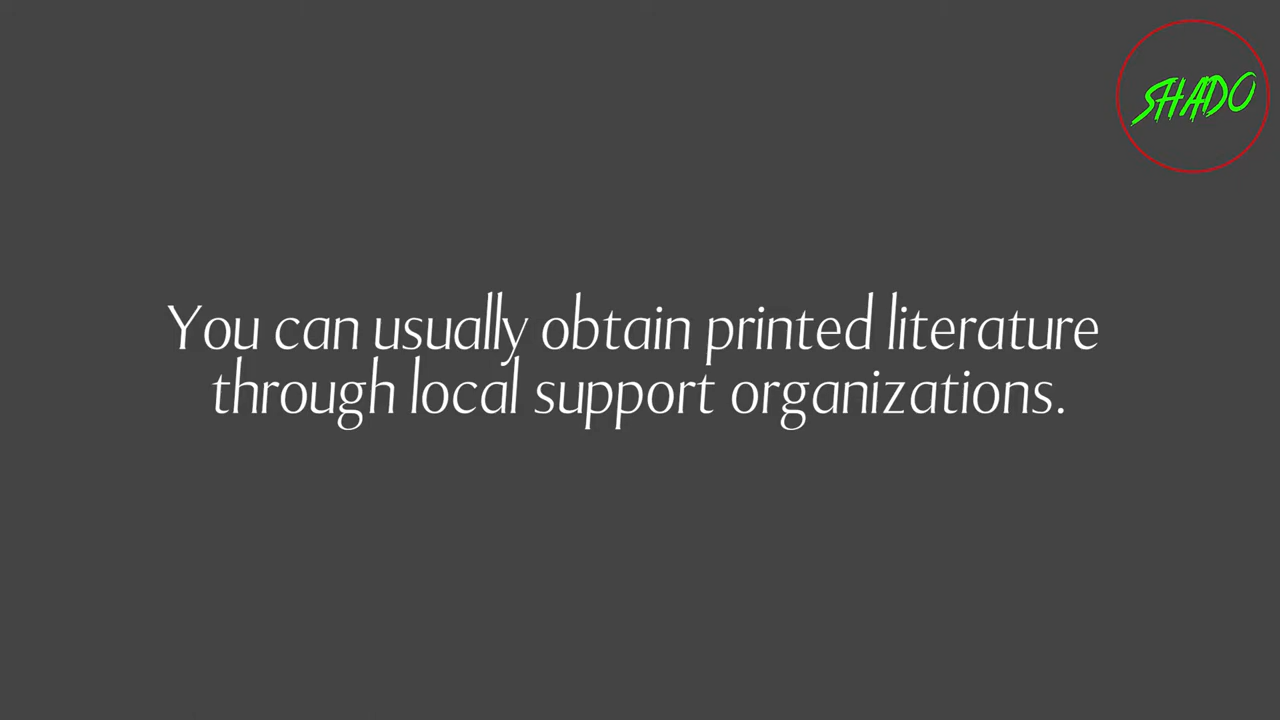 SHADO
You can usually obtain printed literature
through local support organizations.